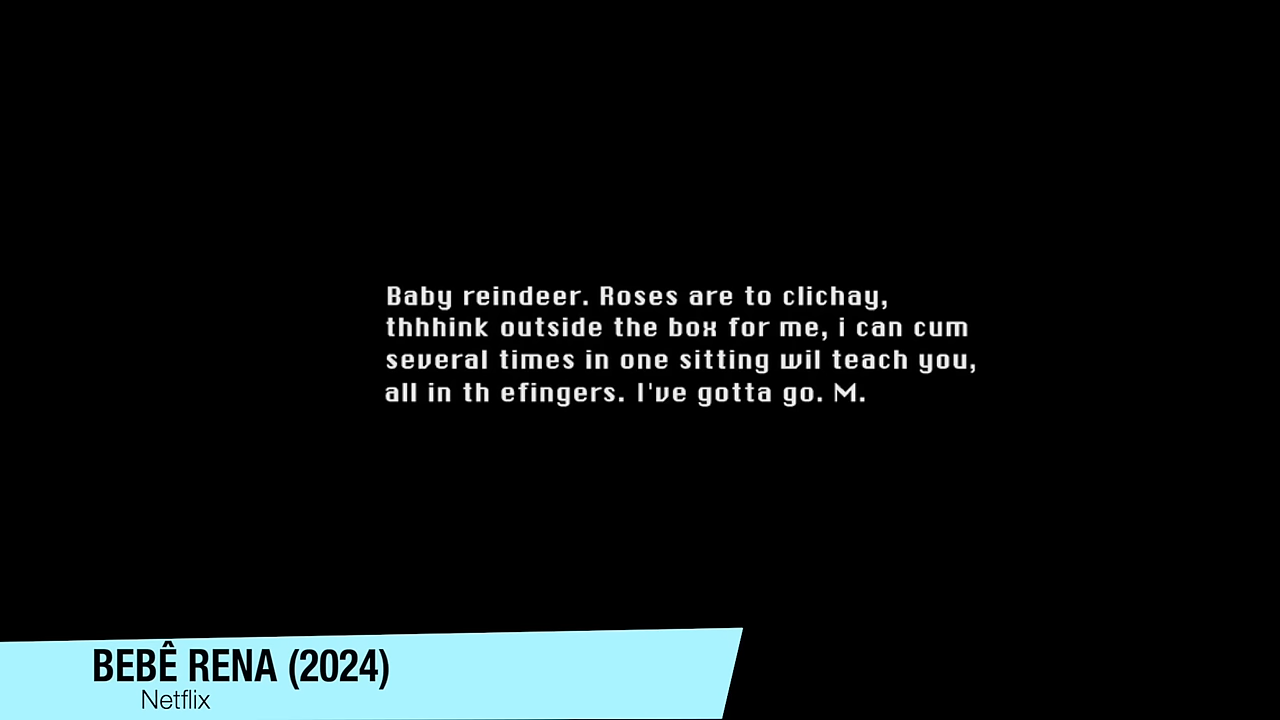 Baby reindeer. Roses are to clichay,
thhhink outside the box for me, i can cum
several times in one sitting wil teach you,
all in th efingers. I've gotta go. M.
BEBÊ RENA (2024)
Netflix